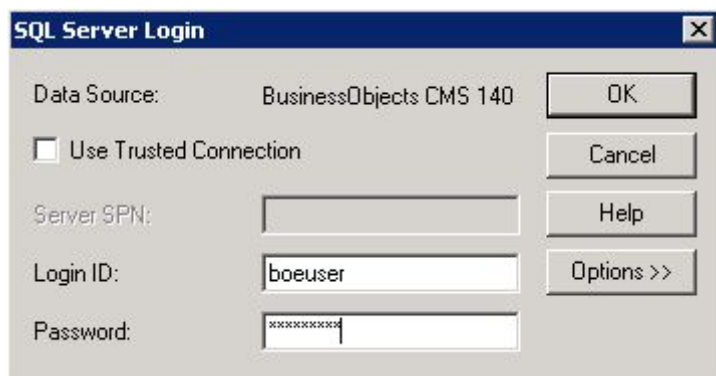 SQL Server Login
Data Source: BusinessObjects CMS 140 OK
Use Trusted Connection Cancel
Server SPN: Help
Login ID: boeuser Options >>
Password: *********